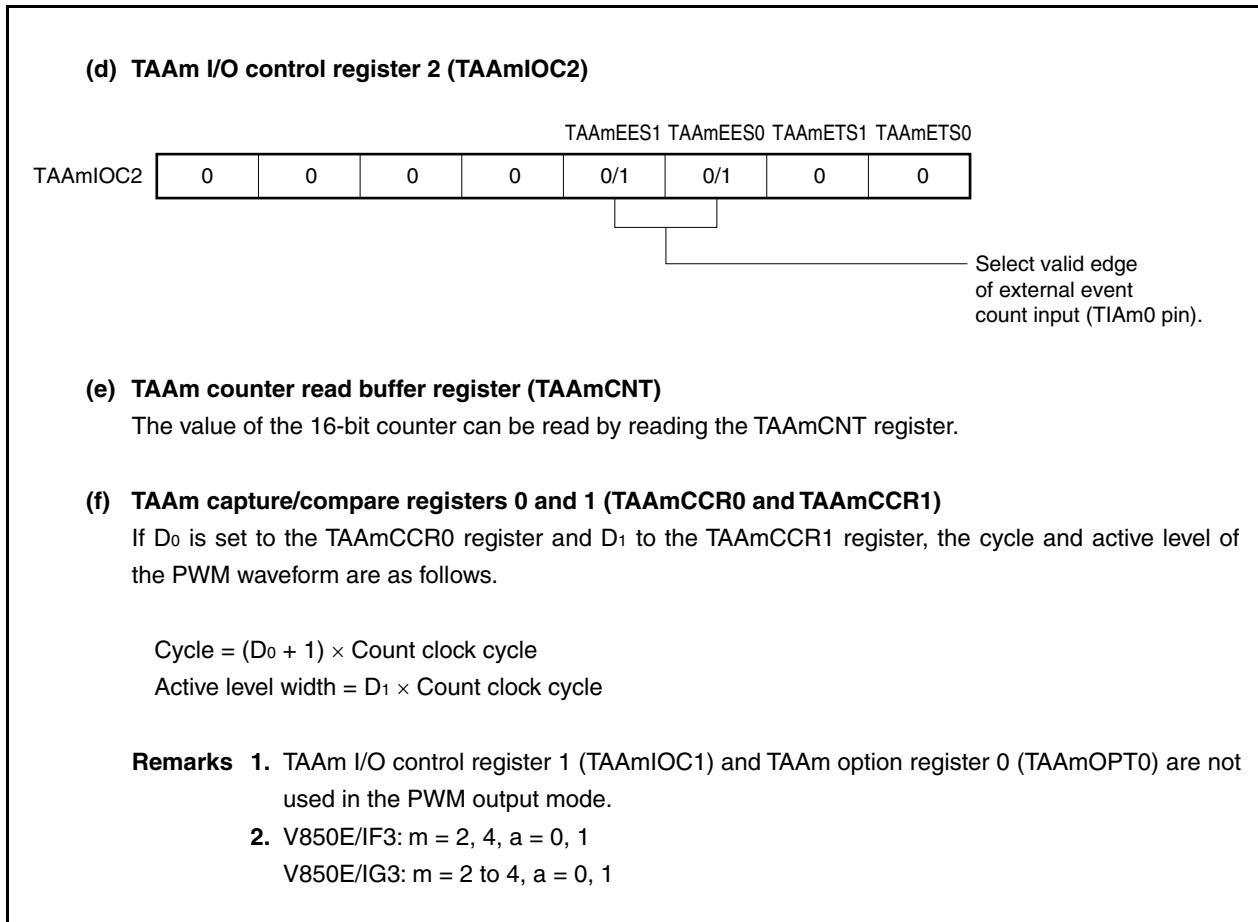 (d) TAAm I/O control register 2 (TAAmIOC2)
TAAmEES1 TAAmEES0 TAAmETS1 TAAmETS0
TAAmIOC2 0 0 0 0 0/1 0/1 0 0
Select valid edge
of external event
count input (TIAm0 pin).
(e) TAAm counter read buffer register (TAAmCNT)
The value of the 16-bit counter can be read by reading the TAAmCNT register.
(f) TAAm capture/compare registers 0 and 1 (TAAmCCR0 and TAAmCCR1)
If D0 is set to the TAAmCCR0 register and D1 to the TAAmCCR1 register, the cycle and active level of
the PWM waveform are as follows.
Cycle = (D0 + 1) × Count clock cycle
Active level width = D1 × Count clock cycle
Remarks 1. TAAm I/O control register 1 (TAAmIOC1) and TAAm option register 0 (TAAmOPT0) are not
used in the PWM output mode.
2. V850E/IF3: m = 2, 4, a = 0, 1
V850E/IG3: m = 2 to 4, a = 0, 1